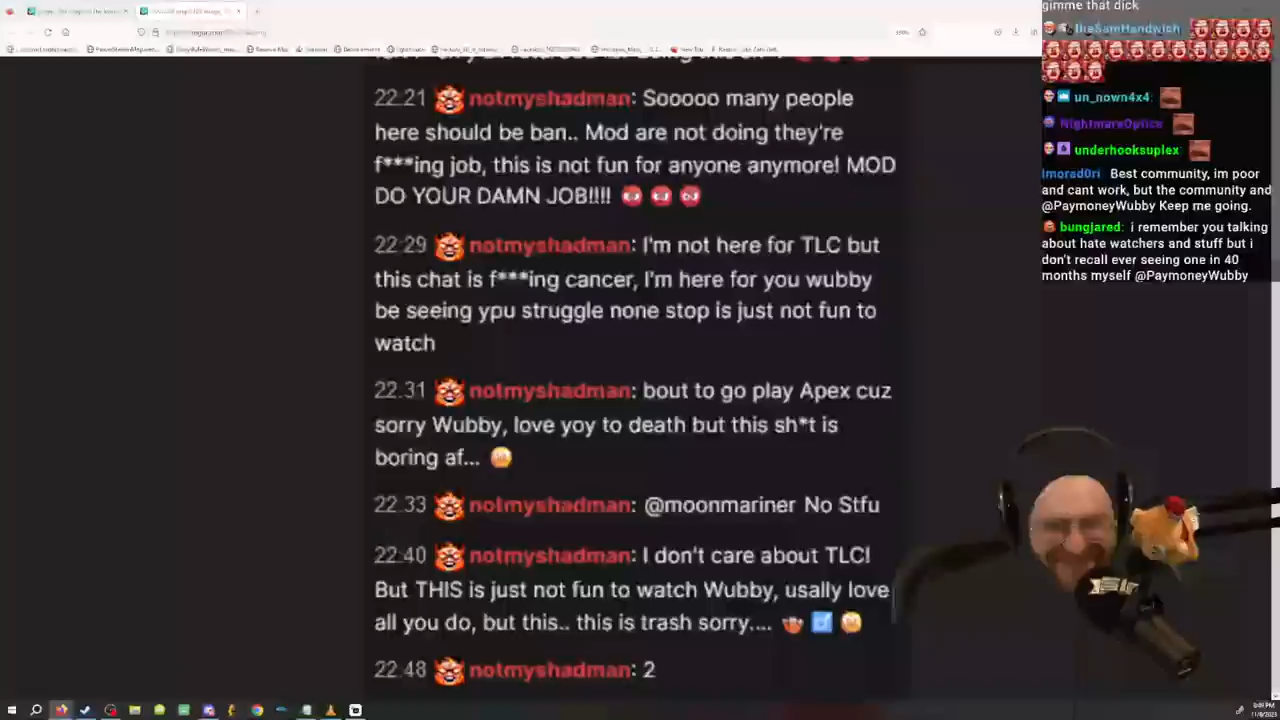 22.21 notmyshadman: Sooooo many people
here should be ban.. Mod are not doing they're
f***ing job, this is not fun for anyone anymore! MOD
DO YOUR DAMN JOB!!!!
22:29 notmyshadman: I'm not here for TLC but
this chat is f***ing cancer, I'm here for you wubby
be seeing ypu struggle none stop is just not fun to
watch
22.31 notmyshadman: bout to go play Apex cuz
sorry Wubby, love yoy to death but this sh*t is
boring af...
22.33 notmyshadman: @moonmariner No Stfu
22:40 notmyshadman: I don't care about TLC!
But THIS is just not fun to watch Wubby, usally love
all you do, but this.. this is trash sorry....
22:48 notmyshadman: 2
gimme that dick
theSamHandwich
un_nown4x4:
NightmareOptics
underhooksuplex
lmorad0ri Best community, im poor
and cant work, but the community and
@PaymoneyWubby Keep me going.
bungjared: i remember you talking
about hate watchers and stuff but i
don't recall ever seeing one in 40
months myself @PaymoneyWubby